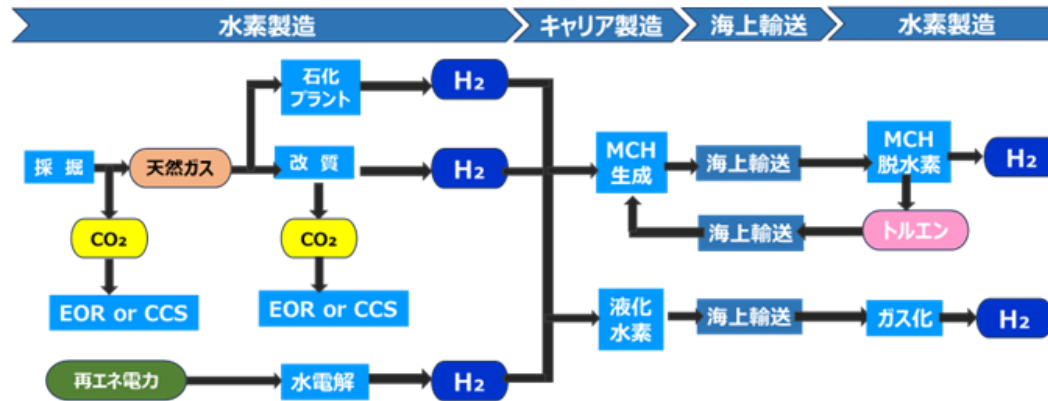 水素製造
キャリア製造
海上輸送
水素製造
石化
プラント
H₂
採 掘
天然ガス
改 質
H₂
MCH
生成
海上輸送
MCH
脱水素
H₂
CO₂
CO₂
海上輸送
トルエン
EOR or CCS
EOR or CCS
液化
水素
海上輸送
ガス化
H₂
再エネ電力
水電解
H₂